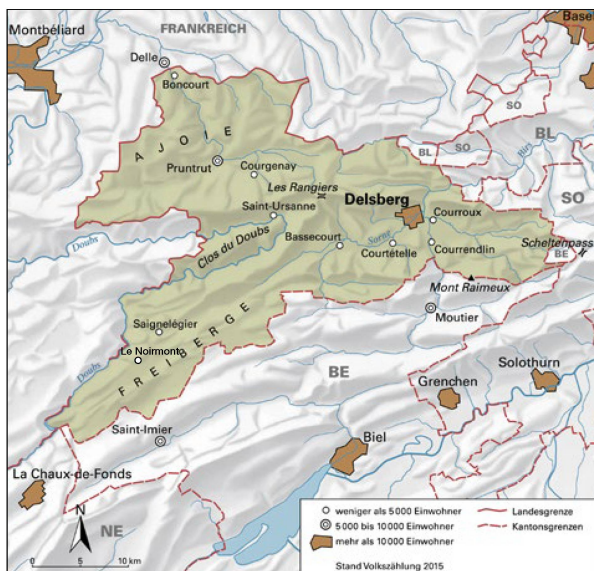 Montbéliard
FRANKREICH
Basel
Delle
Boncourt
SO
AJOIE
BL
Birs
Pruntrut
Courgenay
BL
SO
Les Rangiers
SO
Saint-Ursanne
Delsberg
Courroux
Doubs
Clos du Doubs
Bassecourt
Sorne
Courtételle
Courrendlin
Scheltenpass
BE
Mont Raimeux
Saignelégier
Moutier
Le Noirmont
FREIBERGE
Doubs
BE
Solothurn
Grenchen
Saint-Imier
Biel
La Chaux-de-Fonds
N
NE
0 5 10 km
weniger als 5000 Einwohner
5000 bis 10000 Einwohner
mehr als 10000 Einwohner
Landesgrenze
Kantonsgrenzen
Stand Volkszählung 2015